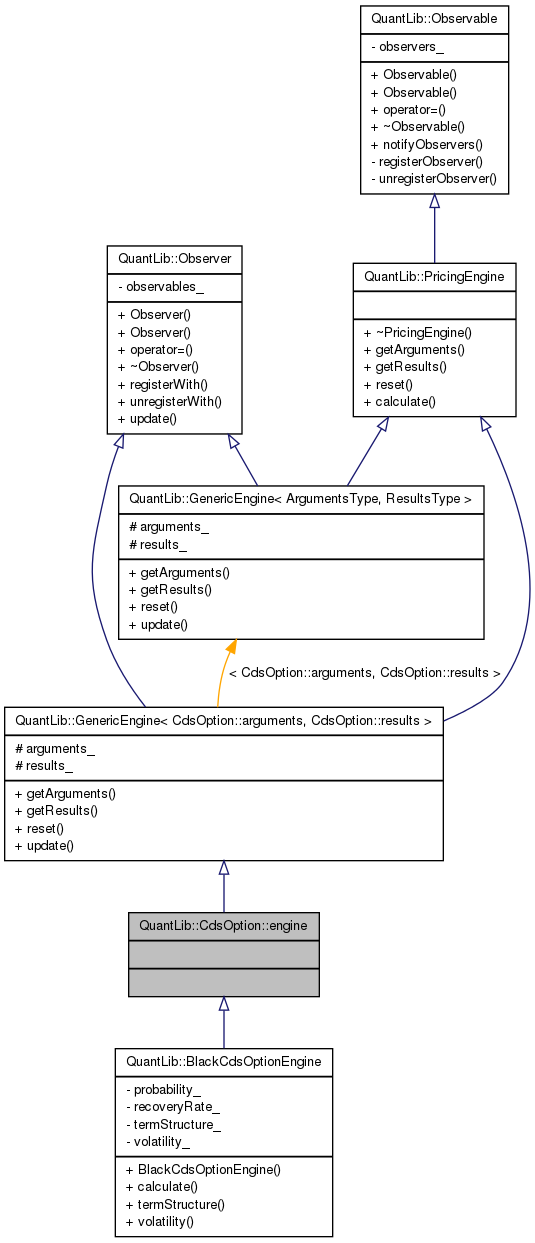 QuantLib::Observable
- observers_
+ Observable()
+ Observable()
+ operator=()
+ ~Observable()
+ notifyObservers()
- registerObserver()
- unregisterObserver()
QuantLib::Observer
- observables_
+ Observer()
+ Observer()
+ operator=()
+ ~Observer()
+ registerWith()
+ unregisterWith()
+ update()
QuantLib::PricingEngine
+ ~PricingEngine()
+ getArguments()
+ getResults()
+ reset()
+ calculate()
QuantLib::GenericEngine< ArgumentsType, ResultsType >
# arguments_
# results_
+ getArguments()
+ getResults()
+ reset()
+ update()
< CdsOption::arguments, CdsOption::results >
QuantLib::GenericEngine< CdsOption::arguments, CdsOption::results >
# arguments_
# results_
+ getArguments()
+ getResults()
+ reset()
+ update()
QuantLib::CdsOption::engine
QuantLib::BlackCdsOptionEngine
- probability_
- recoveryRate_
- termStructure_
- volatility_
+ BlackCdsOptionEngine()
+ calculate()
+ termStructure()
+ volatility()